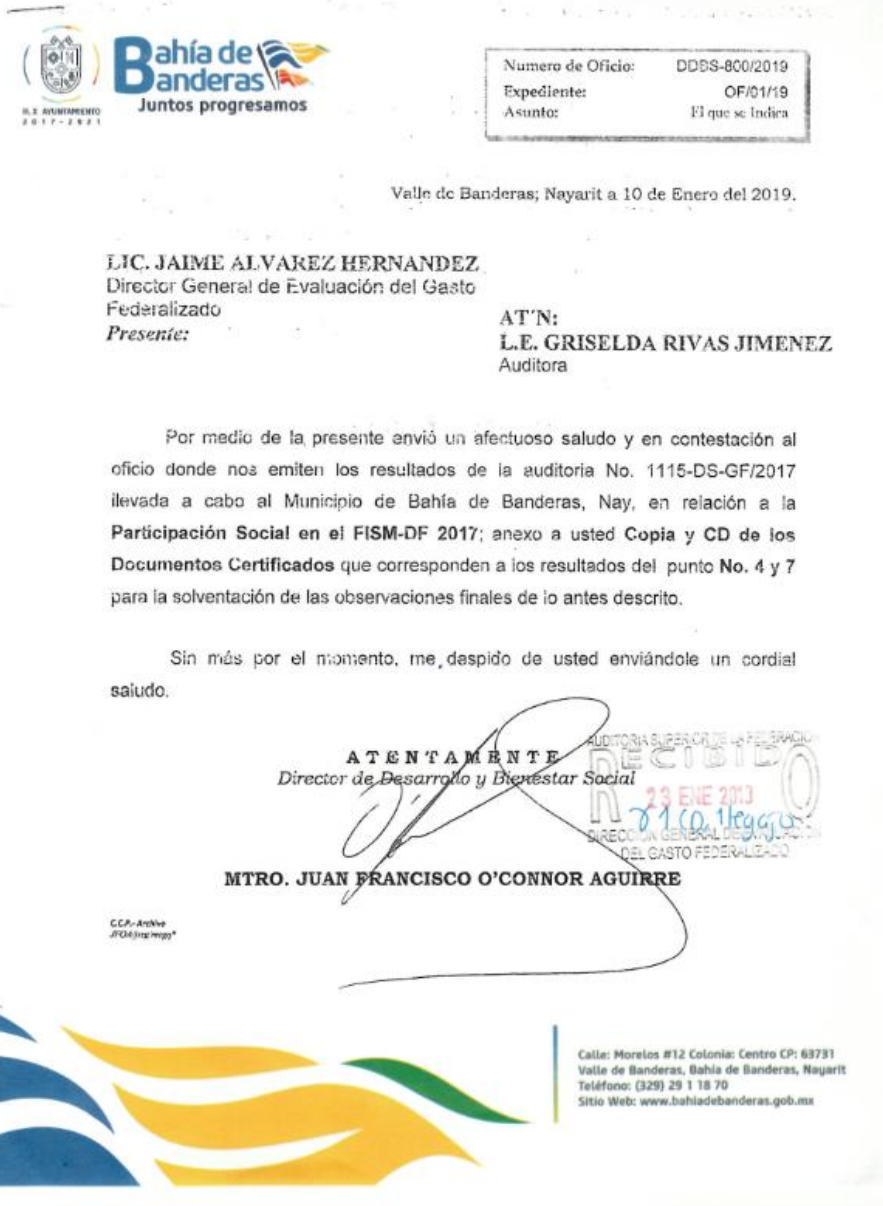 Bahía de
Banderas
Juntos progresamos
H. X AYUNTAMIENTO
2017-2021
Numero de Oficio: DDBS-800/2019
Expediente: OF/01/19
Asunto: El que se Indica
Valle de Banderas; Nayarit a 10 de Enero del 2019.
LIC. JAIME ALVAREZ HERNANDEZ
Director General de Evaluación del Gasto
Federalizado
Presente:
AT'N:
L.E. GRISELDA RIVAS JIMENEZ
Auditora
Por medio de la presente envió un afectuoso saludo y en contestación al
oficio donde nos emiten los resultados de la auditoria No. 1115-DS-GF/2017
llevada a cabo al Municipio de Bahía de Banderas, Nay, en relación a la
Participación Social en el FISM-DF 2017; anexo a usted Copia y CD de los
Documentos Certificados que corresponden a los resultados del punto No. 4 y 7
para la solventación de las observaciones finales de lo antes descrito.
Sin más por el momento, me despido de usted enviándole un cordial
saludo.
ATENTAMENTE
Director de Desarrollo y Bienestar Social
AUDITORIA SUPERIOR DE LA FEDERACION
RECIBIDO
23 ENE
DIRECCIÓN GENERAL DE EVALUACIÓN
DEL GASTO FEDERALIZADO
MTRO. JUAN FRANCISCO O'CONNOR AGUIRRE
C.C.P.- Archivo
Calle: Morelos #12 Colonia: Centro CP: 63731
Valle de Banderas, Bahía de Banderas, Nayarit
Teléfono: (329) 29 1 18 70
Sitio Web: www.bahiadebanderas.gob.mx